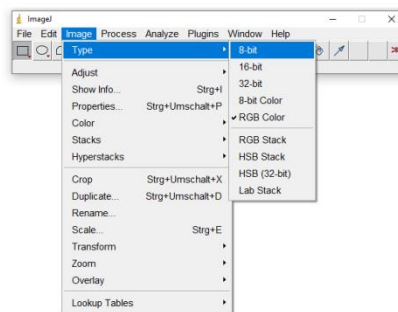 ImageJ
File Edit Image Process Analyze Plugins Window Help
Type
Adjust
Show Info... Strg+I
Properties... Strg+Umschalt+P
Color
Stacks
Hyperstacks
Crop Strg+Umschalt+X
Duplicate... Strg+Umschalt+D
Rename...
Scale... Strg+E
Transform
Zoom
Overlay
Lookup Tables
8-bit
16-bit
32-bit
8-bit Color
RGB Color
RGB Stack
HSB Stack
HSB (32-bit)
Lab Stack